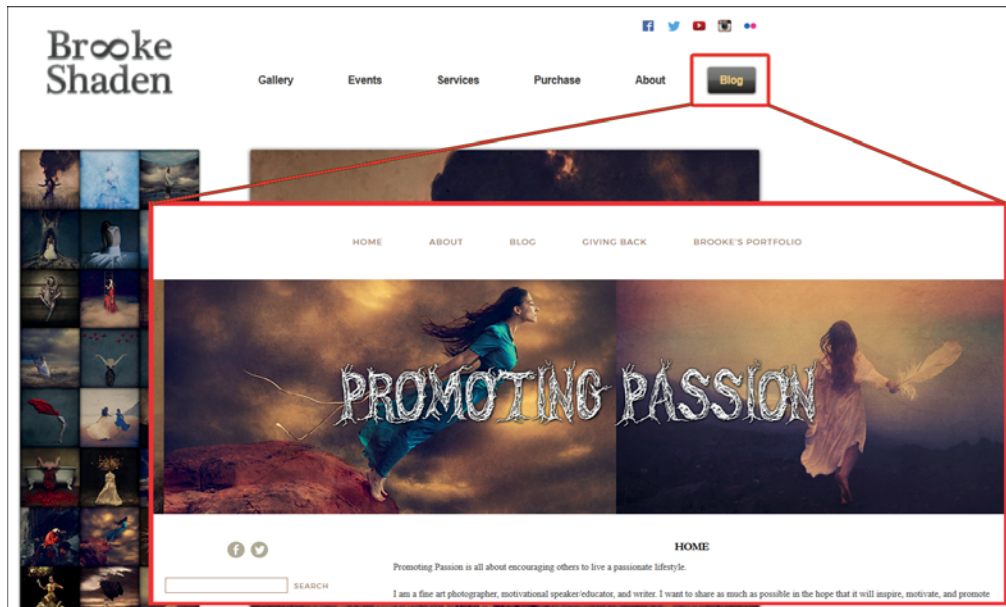 Brooke
Shaden
Gallery Events Services Purchase About Blog
HOME ABOUT BLOG GIVING BACK BROOKE'S PORTFOLIO
PROMOTING PASSION
HOME
Promoting Passion is all about encouraging others to live a passionate lifestyle.
SEARCH
I am a fine art photographer, motivational speaker/educator, and writer. I want to share as much as possible in the hope that it will inspire, motivate, and promote